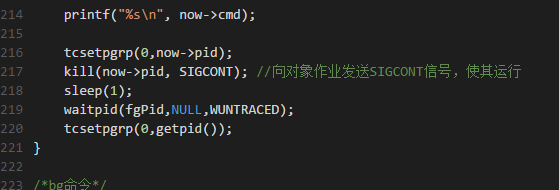 214 printf("%s\n", now->cmd);
215
216 tcsetpgrp(0,now->pid);
217 kill(now->pid, SIGCONT); //向对象作业发送SIGCONT信号，使其运行
218 sleep(1);
219 waitpid(fgPid,NULL,WUNTRACED);
220 tcsetpgrp(0,getpid());
221 }
222
223 /*bg命令*/